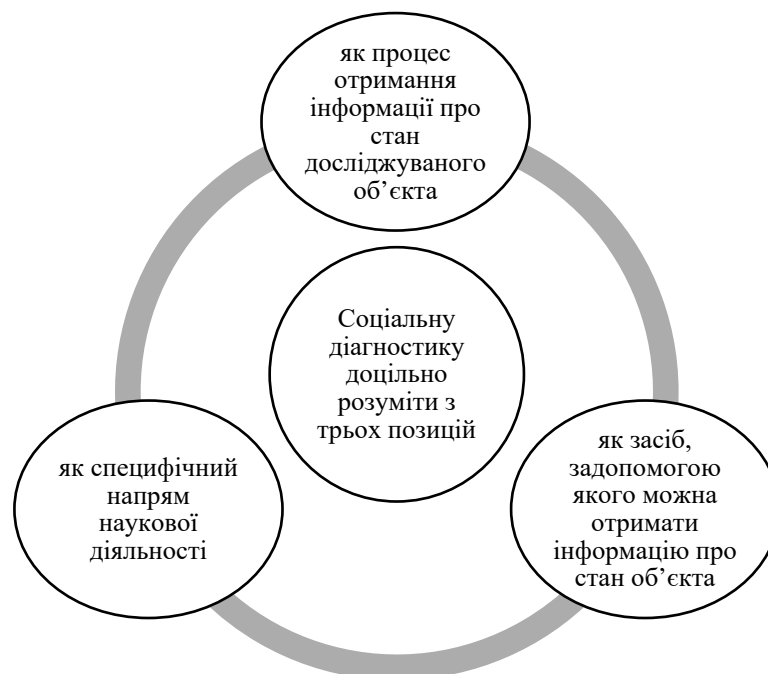 як процес
отримання
інформації про
стан
досліджуваного
об’єкта
Соціальну
діагностику
доцільно
розуміти з
трьох позицій
як специфічний
напрям
наукової
діяльності
як засіб,
задопомогою
якого можна
отримати
інформацію про
стан об’єкта